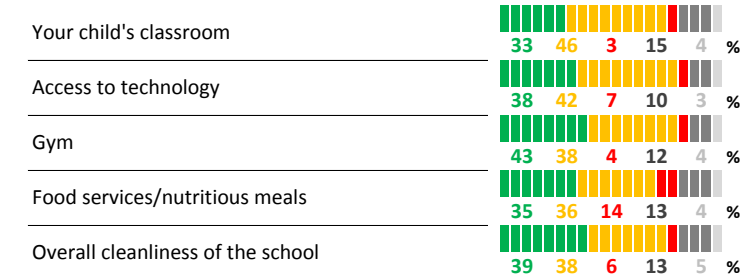 Your child's classroom
33 46 3 15 4 %
Access to technology
38 42 7 10 3 %
Gym
43 38 4 12 4 %
Food services/nutritious meals
35 36 14 13 4 %
Overall cleanliness of the school
39 38 6 13 5 %